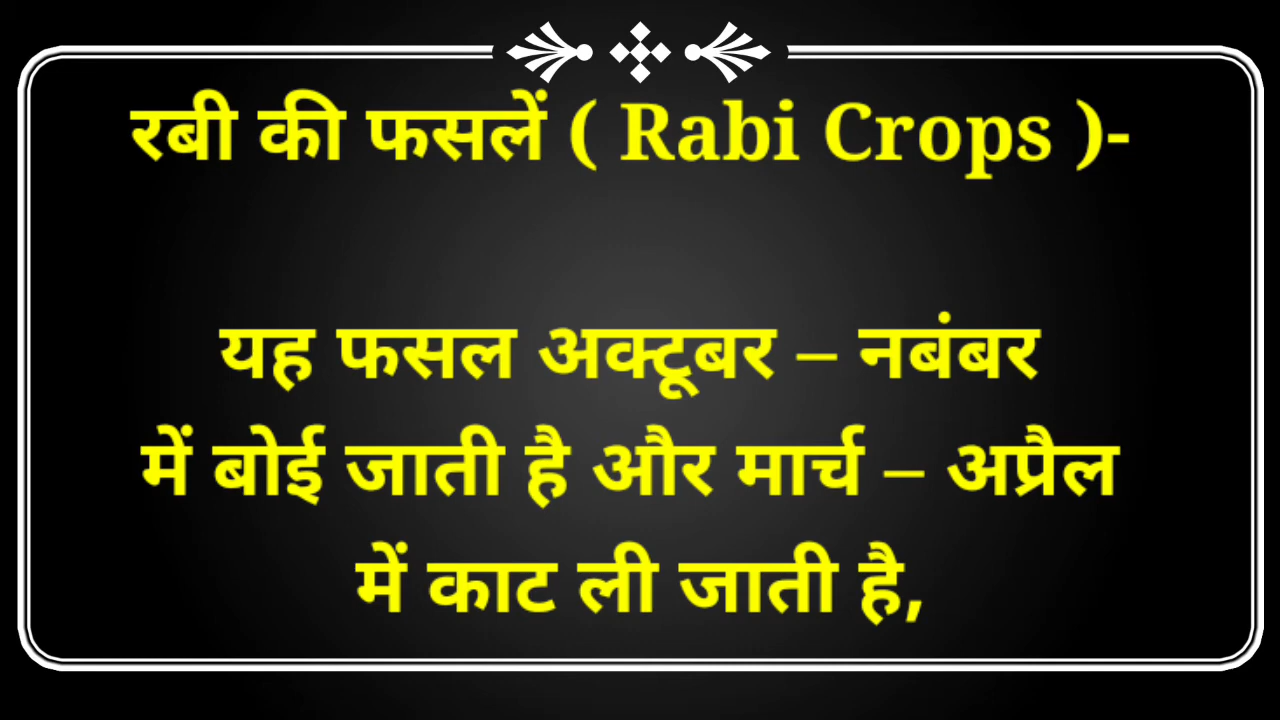 रबी की फसलें ( Rabi Crops )-
यह फसल अक्टूबर – नबंबर
में बोई जाती है और मार्च – अप्रैल
में काट ली जाती है,